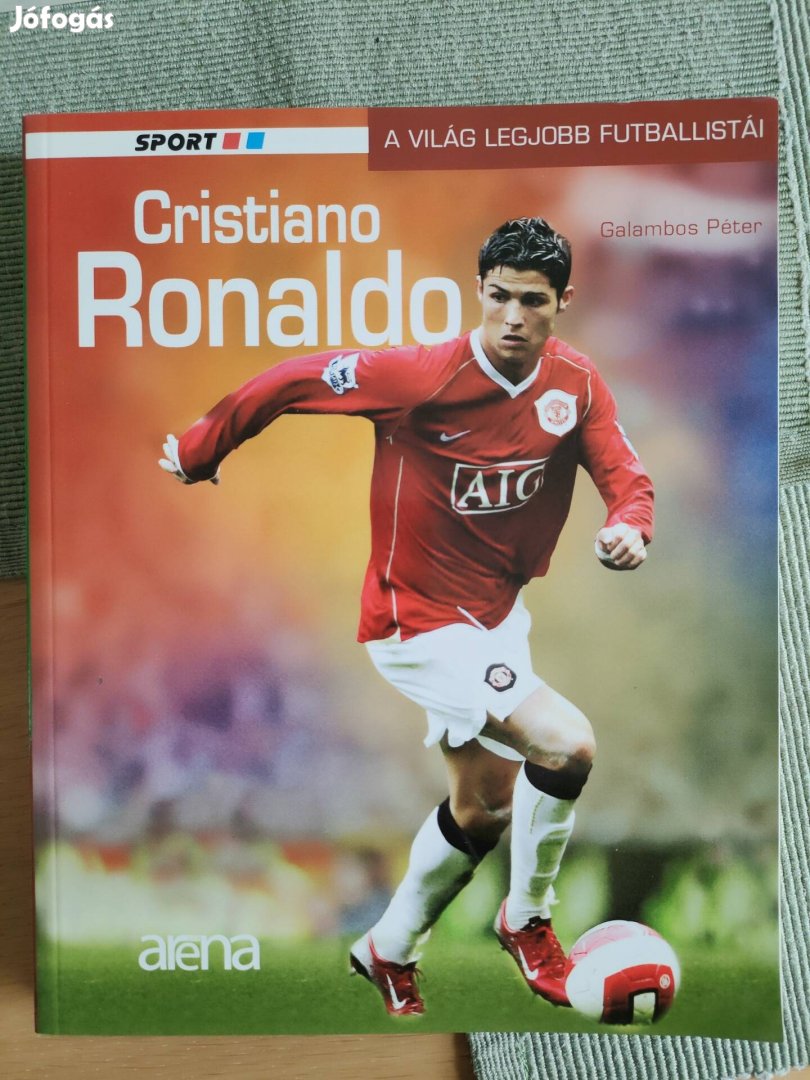 Jófogás
SPORT
A VILÁG LEGJOBB FUTBALLISTÁI
Cristiano
Ronaldo
Galambos Péter
AIG
arena